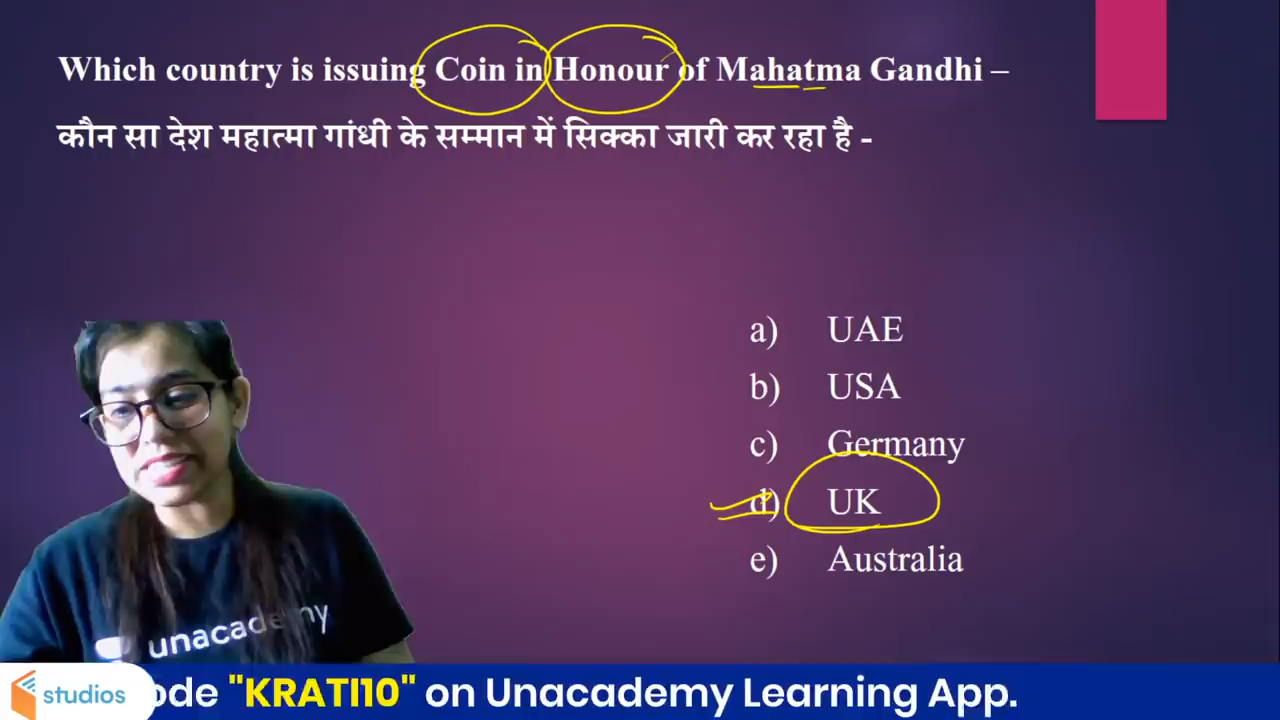 Which country is issuing Coin in Honour of Mahatma Gandhi –
कौन सा देश महात्मा गांधी के सम्मान में सिक्का जारी कर रहा है -
a) UAE
b) USA
c) Germany
d) UK
e) Australia
unacademy
studios ode "KRATI10" on Unacademy Learning App.